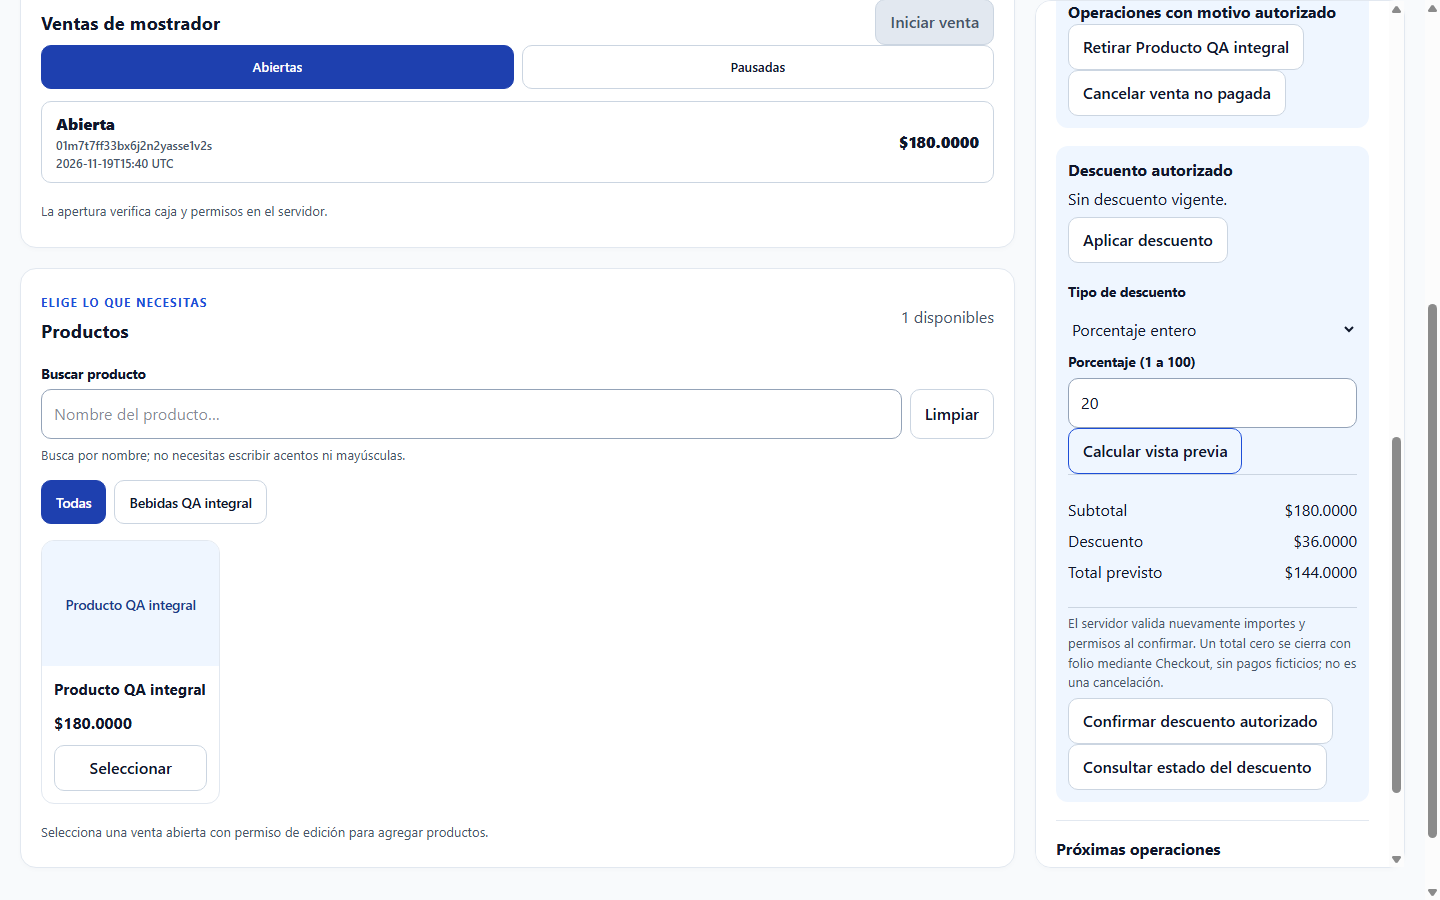 Ventas de mostrador
Iniciar venta
Abiertas
Pausadas
Abierta
01m7t7ff33bx6j2n2yasse1v2s
2026-11-19T15:40 UTC
$180.0000
La apertura verifica caja y permisos en el servidor.
ELIGE LO QUE NECESITAS
Productos
1 disponibles
Buscar producto
Nombre del producto...
Limpiar
Busca por nombre; no necesitas escribir acentos ni mayúsculas.
Todas
Bebidas QA integral
Producto QA integral
Producto QA integral
$180.0000
Seleccionar
Selecciona una venta abierta con permiso de edición para agregar productos.
Operaciones con motivo autorizado
Retirar Producto QA integral
Cancelar venta no pagada
Descuento autorizado
Sin descuento vigente.
Aplicar descuento
Tipo de descuento
Porcentaje entero
Porcentaje (1 a 100)
20
Calcular vista previa
Subtotal $180.0000
Descuento $36.0000
Total previsto $144.0000
El servidor valida nuevamente importes y
permisos al confirmar. Un total cero se cierra con
folio mediante Checkout, sin pagos ficticios; no es
una cancelación.
Confirmar descuento autorizado
Consultar estado del descuento
Próximas operaciones